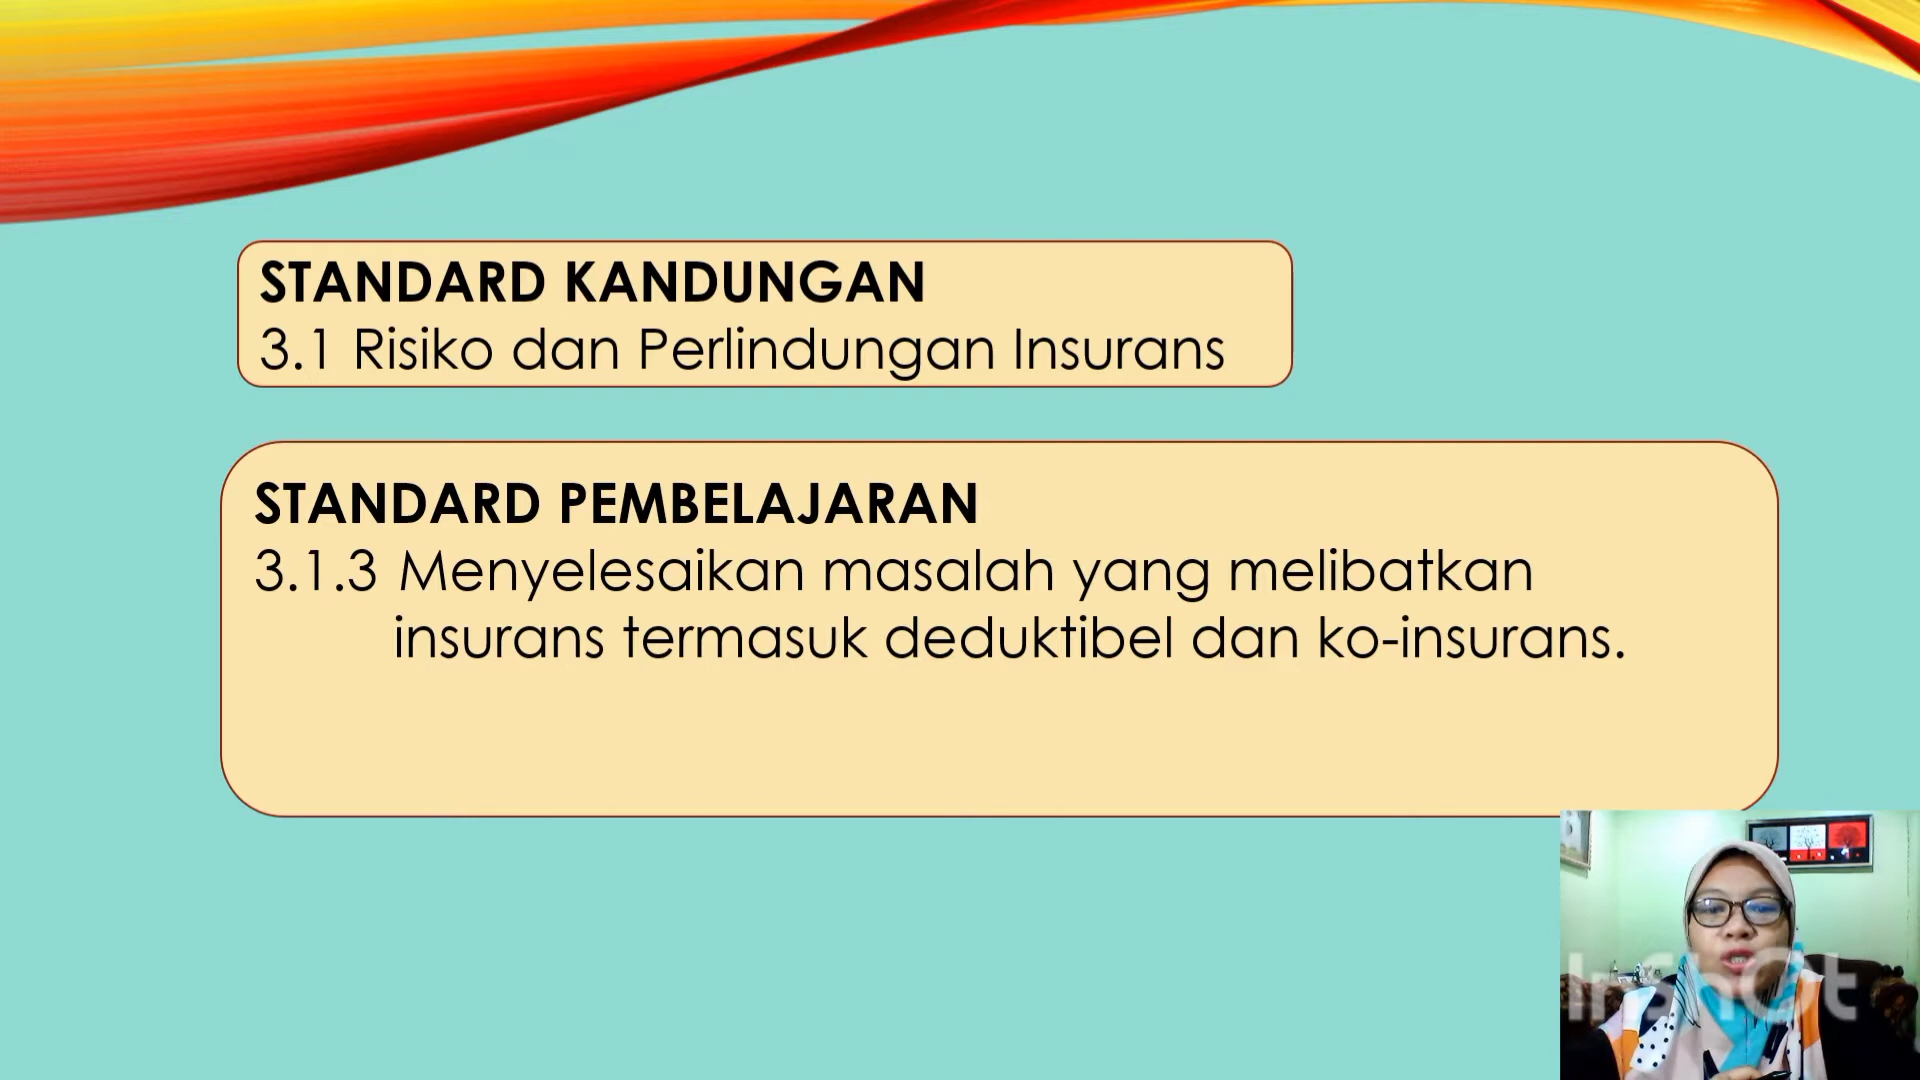 STANDARD KANDUNGAN
3.1 Risiko dan Perlindungan Insurans
STANDARD PEMBELAJARAN
3.1.3 Menyelesaikan masalah yang melibatkan
insurans termasuk deduktibel dan ko-insurans.
InShOt